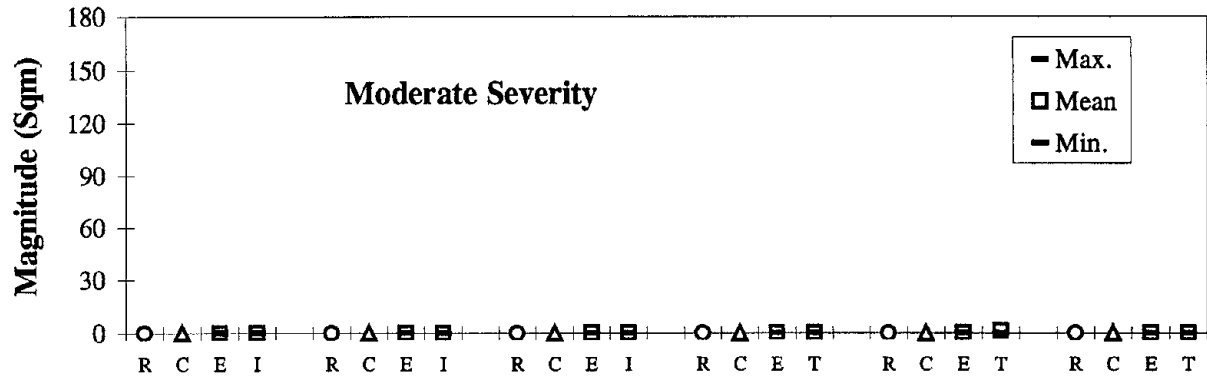 Magnitude (Sqm)
180
150
120
90
60
30
0
Moderate Severity
Max.
Mean
Min.
R C E I R C E I R C E I R C E T R C E T R C E T